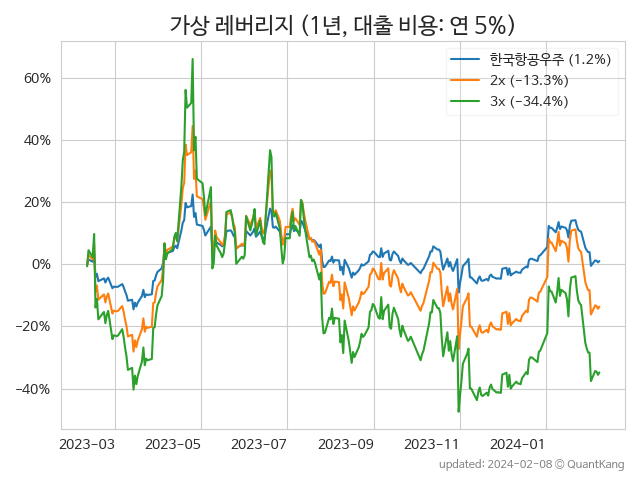 가상 레버리지 (1년, 대출 비용: 연 5%)
한국항공우주 (1.2%)
2x (−13.3%)
3x (−34.4%)
60%
40%
20%
0%
−20%
−40%
2023-03 2023-05 2023-07 2023-09 2023-11 2024-01
updated: 2024-02-08 © QuantKang